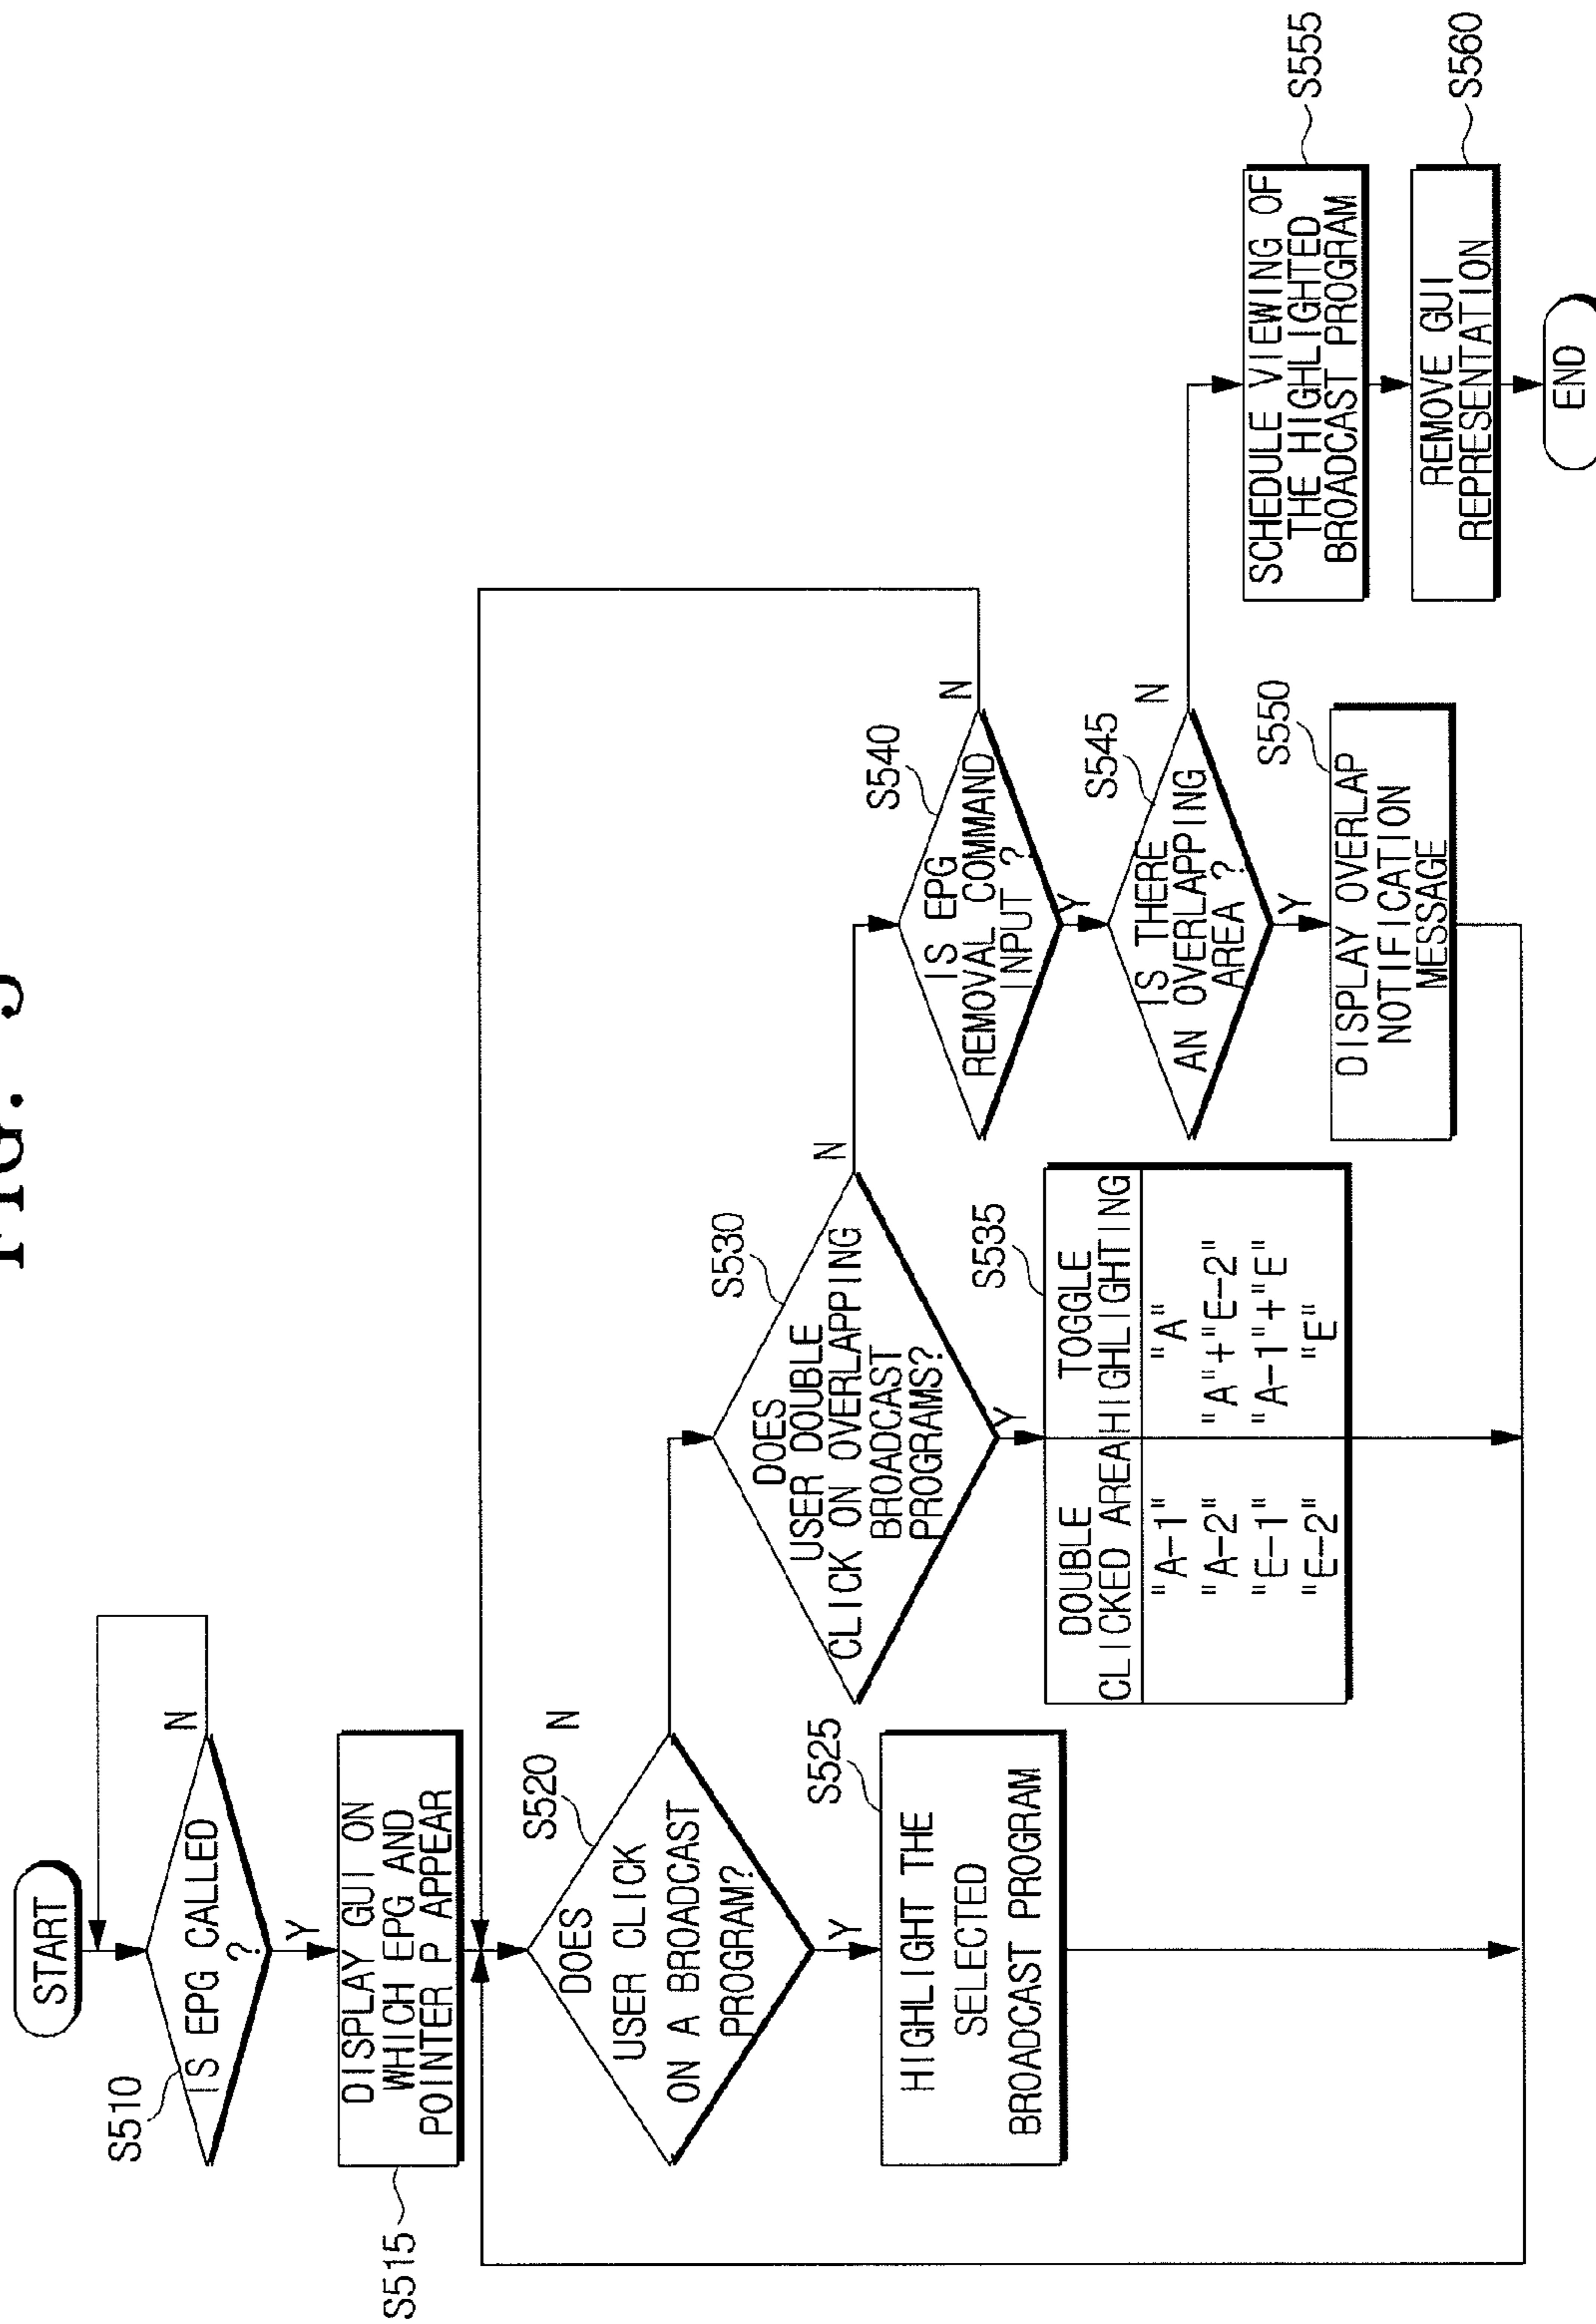 FIG. 5
START
S510
IS EPG CALLED
?
N
Y
S515
DISPLAY GUI ON
WHICH EPG AND
POINTER P APPEAR
S520
DOES
USER CLICK
ON A BROADCAST
PROGRAM?
N
Y
S525
HIGHLIGHT THE
SELECTED
BROADCAST PROGRAM
S530
DOES
USER DOUBLE
CLICK ON OVERLAPPING
BROADCAST
PROGRAMS?
N
Y
S535
DOUBLE CLICKED AREA
TOGGLE HIGHLIGHTING
"A-1" "A"
"A-2" "A"+"E-2"
"E-1" "A-1"+"E"
"E-2" "E"
S540
IS EPG
REMOVAL COMMAND
INPUT ?
N
Y
S545
IS THERE
AN OVERLAPPING
AREA ?
N
Y
S550
DISPLAY OVERLAP
NOTIFICATION
MESSAGE
S555
SCHEDULE VIEWING OF
THE HIGHLIGHTED
BROADCAST PROGRAM
S560
REMOVE GUI
REPRESENTATION
END